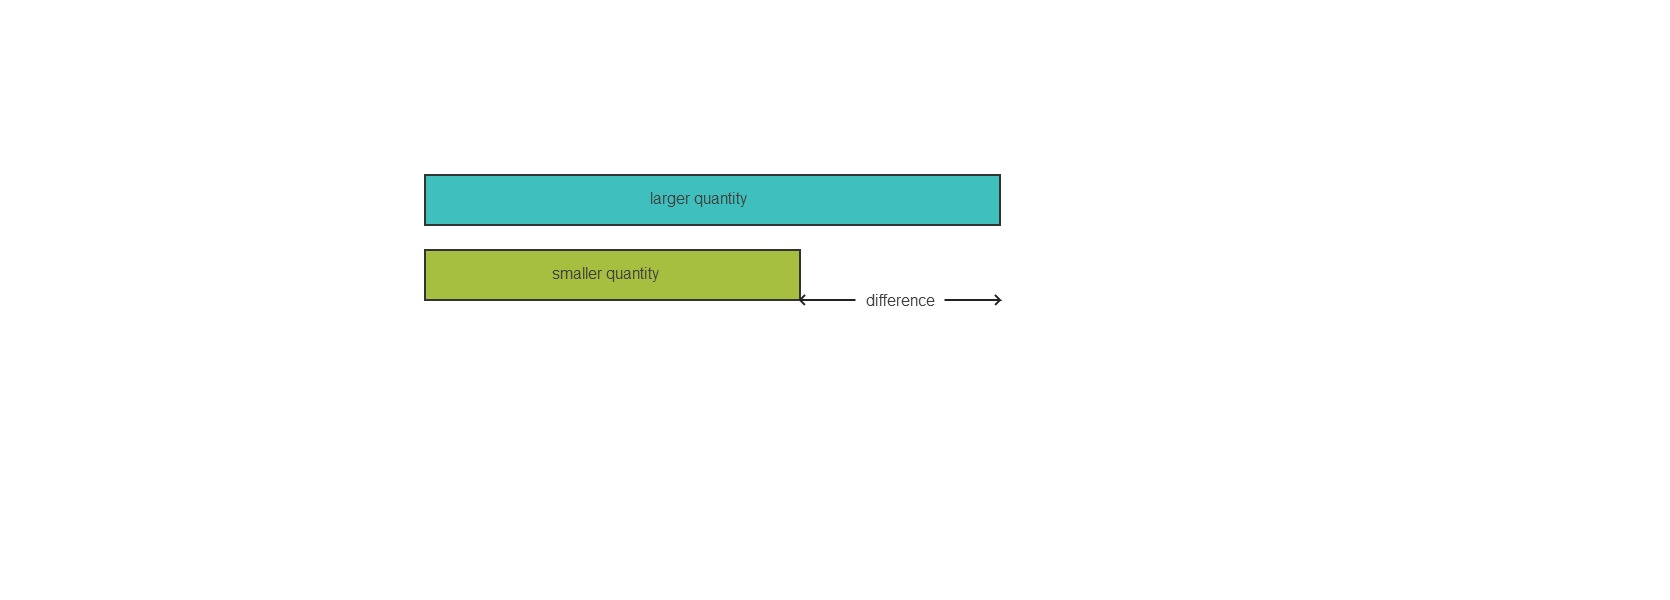 larger quantity
smaller quantity
difference